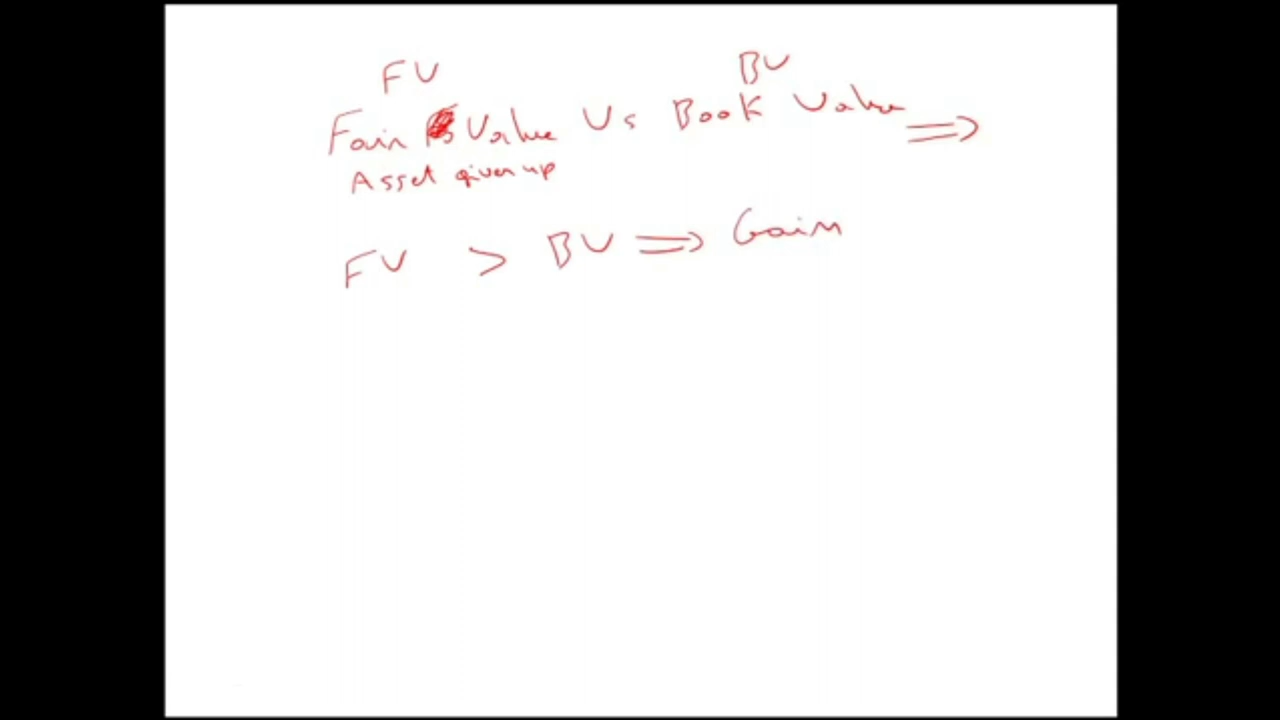 FV BV
Fair Value Vs Book Value ⇒
Asset given up
FV > BV ⇒ Gain